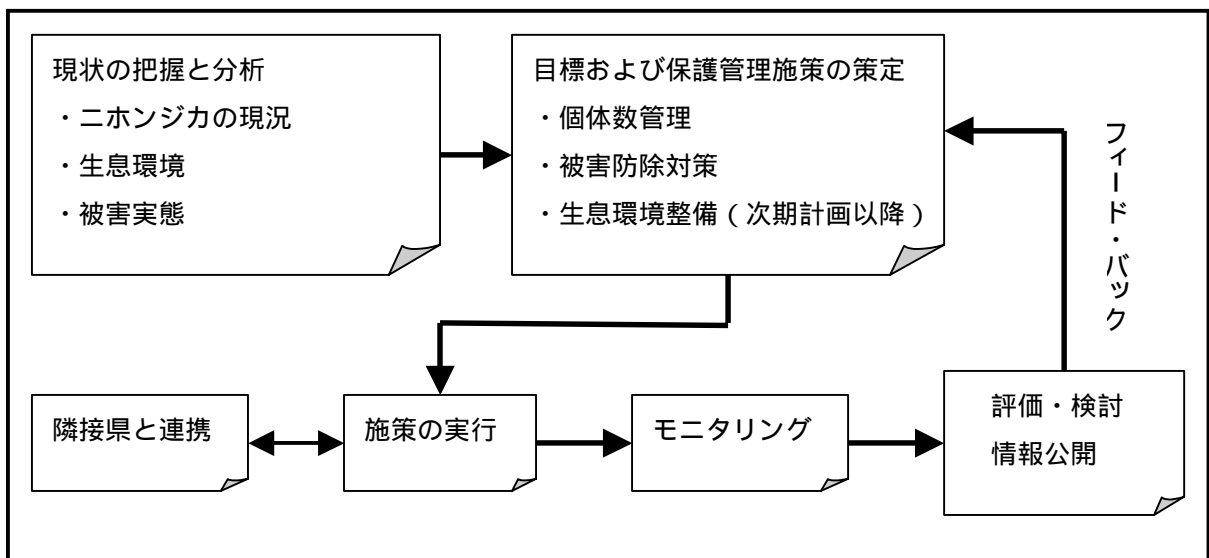 現状の把握と分析
・ニホンジカの現況
・生息環境
・被害実態
目標および保護管理施策の策定
・個体数管理
・被害防除対策
・生息環境整備（次期計画以降）
フィード・バック
隣接県と連携
施策の実行
モニタリング
評価・検討
情報公開